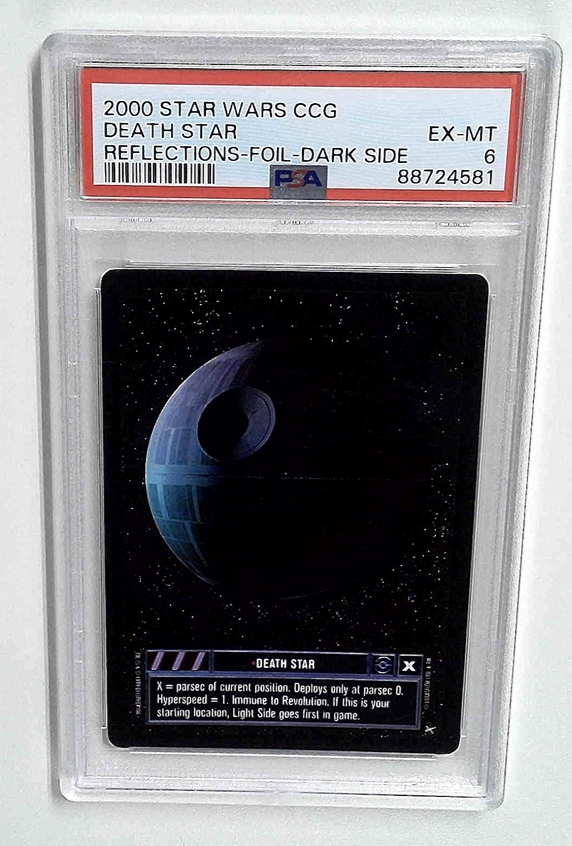 2000 STAR WARS CCG
DEATH STAR EX-MT
REFLECTIONS-FOIL-DARK SIDE 6
PSA 88724581
•DEATH STAR X
X = parsec of current position. Deploys only at parsec 0.
Hyperspeed = 1. Immune to Revolution. If this is your
starting location, Light Side goes first in game.
X